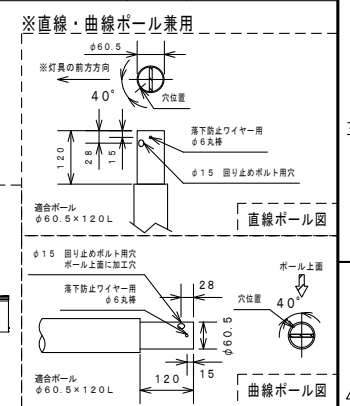 ※直線・曲線ポール兼用
φ60.5
※灯具の前方方向
40°
穴位置
落下防止ワイヤー用
φ6丸棒
120
28
15
φ15 回り止めボルト用穴
適合ポール
φ60.5×120L
直線ポール図
φ15 回り止めボルト用穴
ポール上面に加工穴
落下防止ワイヤー用
φ6丸棒
28
φ60.5
15
120
ポール上面
穴位置
40°
適合ポール
φ60.5×120L
曲線ポール図